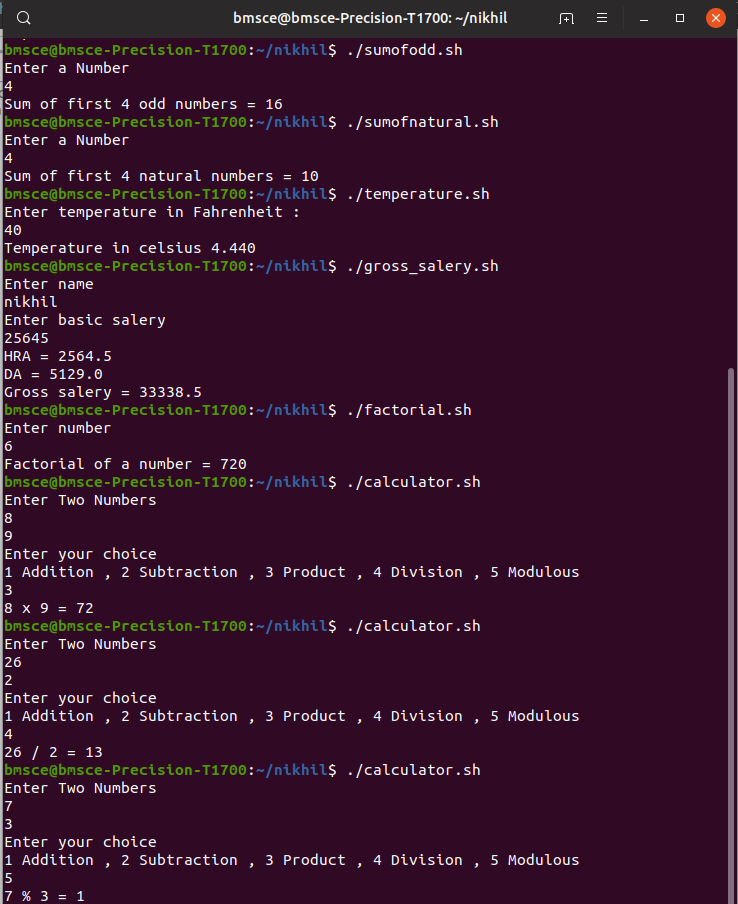 bmsce@bmsce-Precision-T1700: ~/nikhil
bmsce@bmsce-Precision-T1700:~/nikhil$ ./sumofodd.sh
Enter a Number
4
Sum of first 4 odd numbers = 16
bmsce@bmsce-Precision-T1700:~/nikhil$ ./sumofnatural.sh
Enter a Number
4
Sum of first 4 natural numbers = 10
bmsce@bmsce-Precision-T1700:~/nikhil$ ./temperature.sh
Enter temperature in Fahrenheit :
40
Temperature in celsius 4.440
bmsce@bmsce-Precision-T1700:~/nikhil$ ./gross_salery.sh
Enter name
nikhil
Enter basic salery
25645
HRA = 2564.5
DA = 5129.0
Gross salery = 33338.5
bmsce@bmsce-Precision-T1700:~/nikhil$ ./factorial.sh
Enter number
6
Factorial of a number = 720
bmsce@bmsce-Precision-T1700:~/nikhil$ ./calculator.sh
Enter Two Numbers
8
9
Enter your choice
1 Addition , 2 Subtraction , 3 Product , 4 Division , 5 Modulous
3
8 x 9 = 72
bmsce@bmsce-Precision-T1700:~/nikhil$ ./calculator.sh
Enter Two Numbers
26
2
Enter your choice
1 Addition , 2 Subtraction , 3 Product , 4 Division , 5 Modulous
4
26 / 2 = 13
bmsce@bmsce-Precision-T1700:~/nikhil$ ./calculator.sh
Enter Two Numbers
7
3
Enter your choice
1 Addition , 2 Subtraction , 3 Product , 4 Division , 5 Modulous
5
7 % 3 = 1